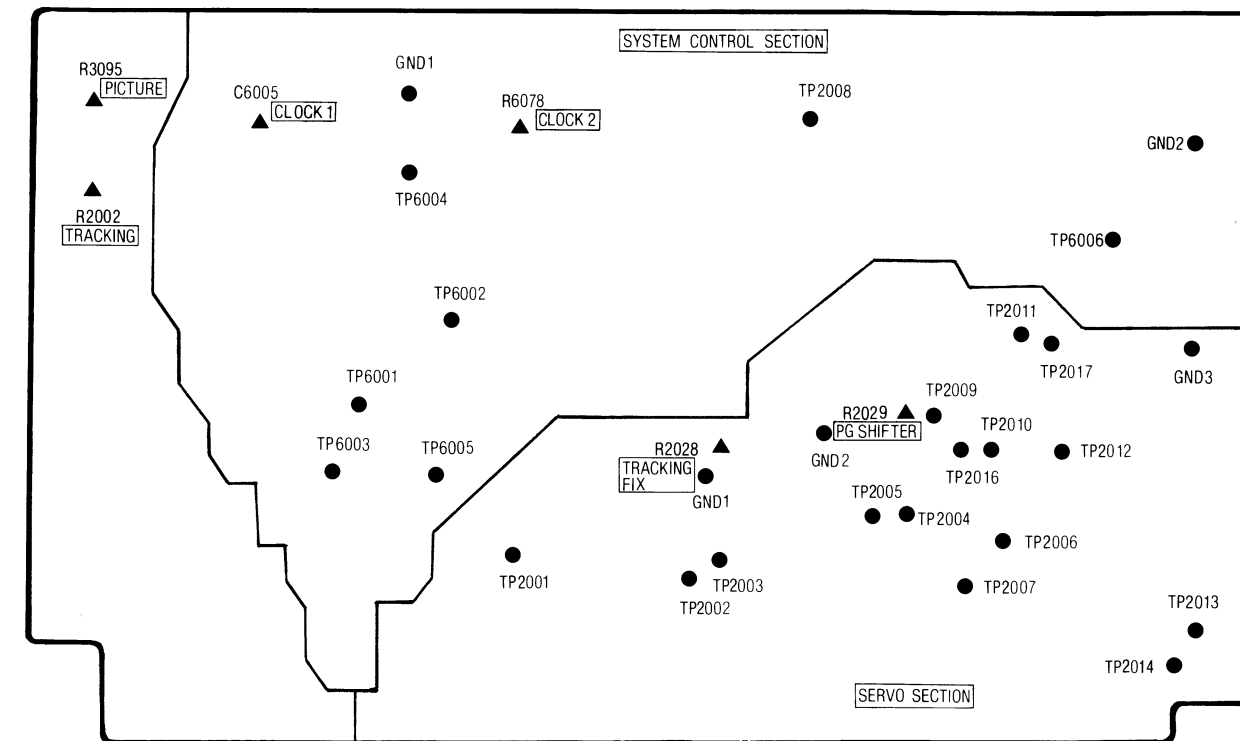 SYSTEM CONTROL SECTION
R3095
PICTURE
C6005
CLOCK 1
GND1
R6078
CLOCK 2
TP2008
GND2
TP6004
R2002
TRACKING
TP6006
TP6002
TP2011
TP2017
GND3
TP6001
TP2009
R2029
PG SHIFTER
TP2010
TP6003
TP6005
R2028
TRACKING
FIX
GND1
GND2
TP2016
TP2012
TP2005
TP2004
TP2006
TP2001
TP2003
TP2002
TP2007
TP2013
TP2014
SERVO SECTION